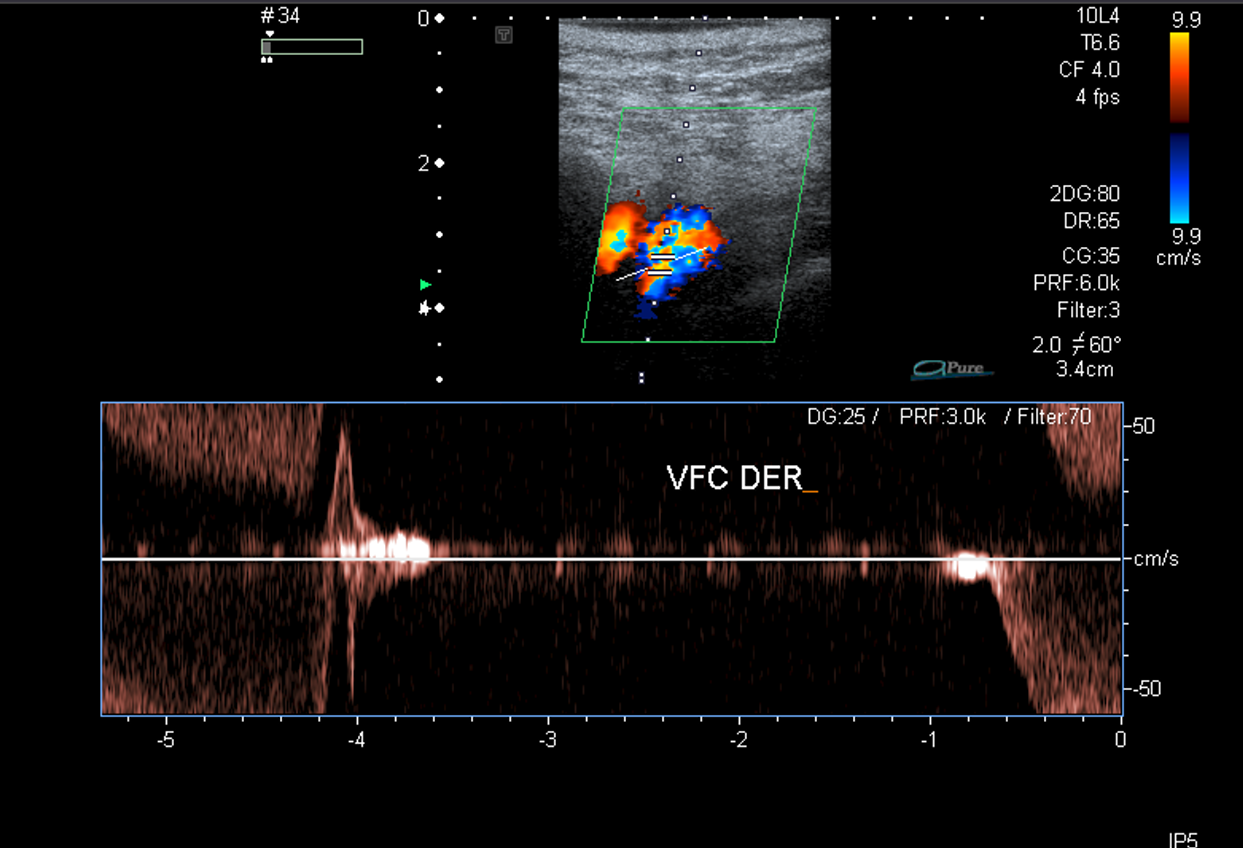 #34
0
2
T
10L4
T6.6
CF 4.0
4 fps
9.9
2DG:80
DR:65
9.9
cm/s
CG:35
PRF:6.0k
Filter:3
2.0 60°
3.4cm
aPure
DG:25 / PRF:3.0k / Filter:70
VFC DER_
-50
cm/s
-50
-5 -4 -3 -2 -1 0
IP5